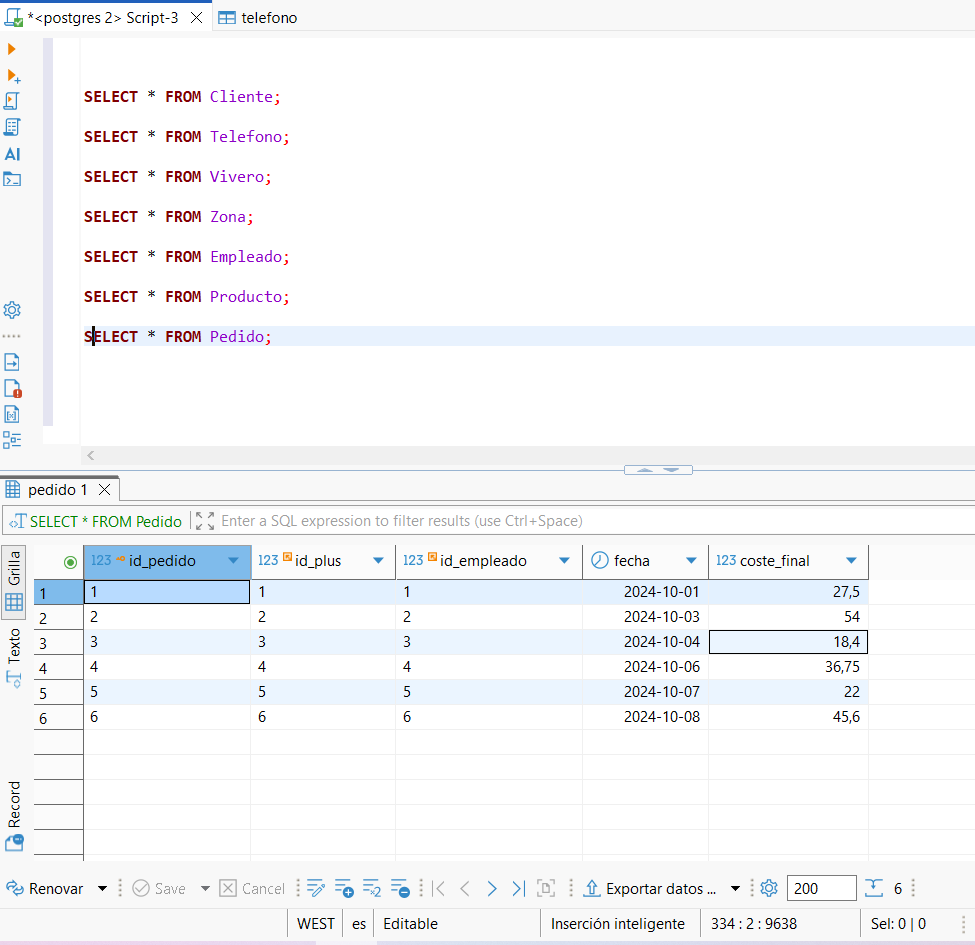 *<postgres 2> Script-3
telefono
SELECT * FROM Cliente;
SELECT * FROM Telefono;
SELECT * FROM Vivero;
SELECT * FROM Zona;
SELECT * FROM Empleado;
SELECT * FROM Producto;
SELECT * FROM Pedido;
AI
pedido 1
SELECT * FROM Pedido
Enter a SQL expression to filter results (use Ctrl+Space)
Grilla
Texto
Record
123 id_pedido 123 id_plus 123 id_empleado fecha 123 coste_final
1 1 1 1 2024-10-01 27,5
2 2 2 2 2024-10-03 54
3 3 3 3 2024-10-04 18,4
4 4 4 4 2024-10-06 36,75
5 5 5 5 2024-10-07 22
6 6 6 6 2024-10-08 45,6
Renovar Save Cancel Exportar datos ... 200 6
WEST es Editable Inserción inteligente 334 : 2 : 9638 Sel: 0 | 0